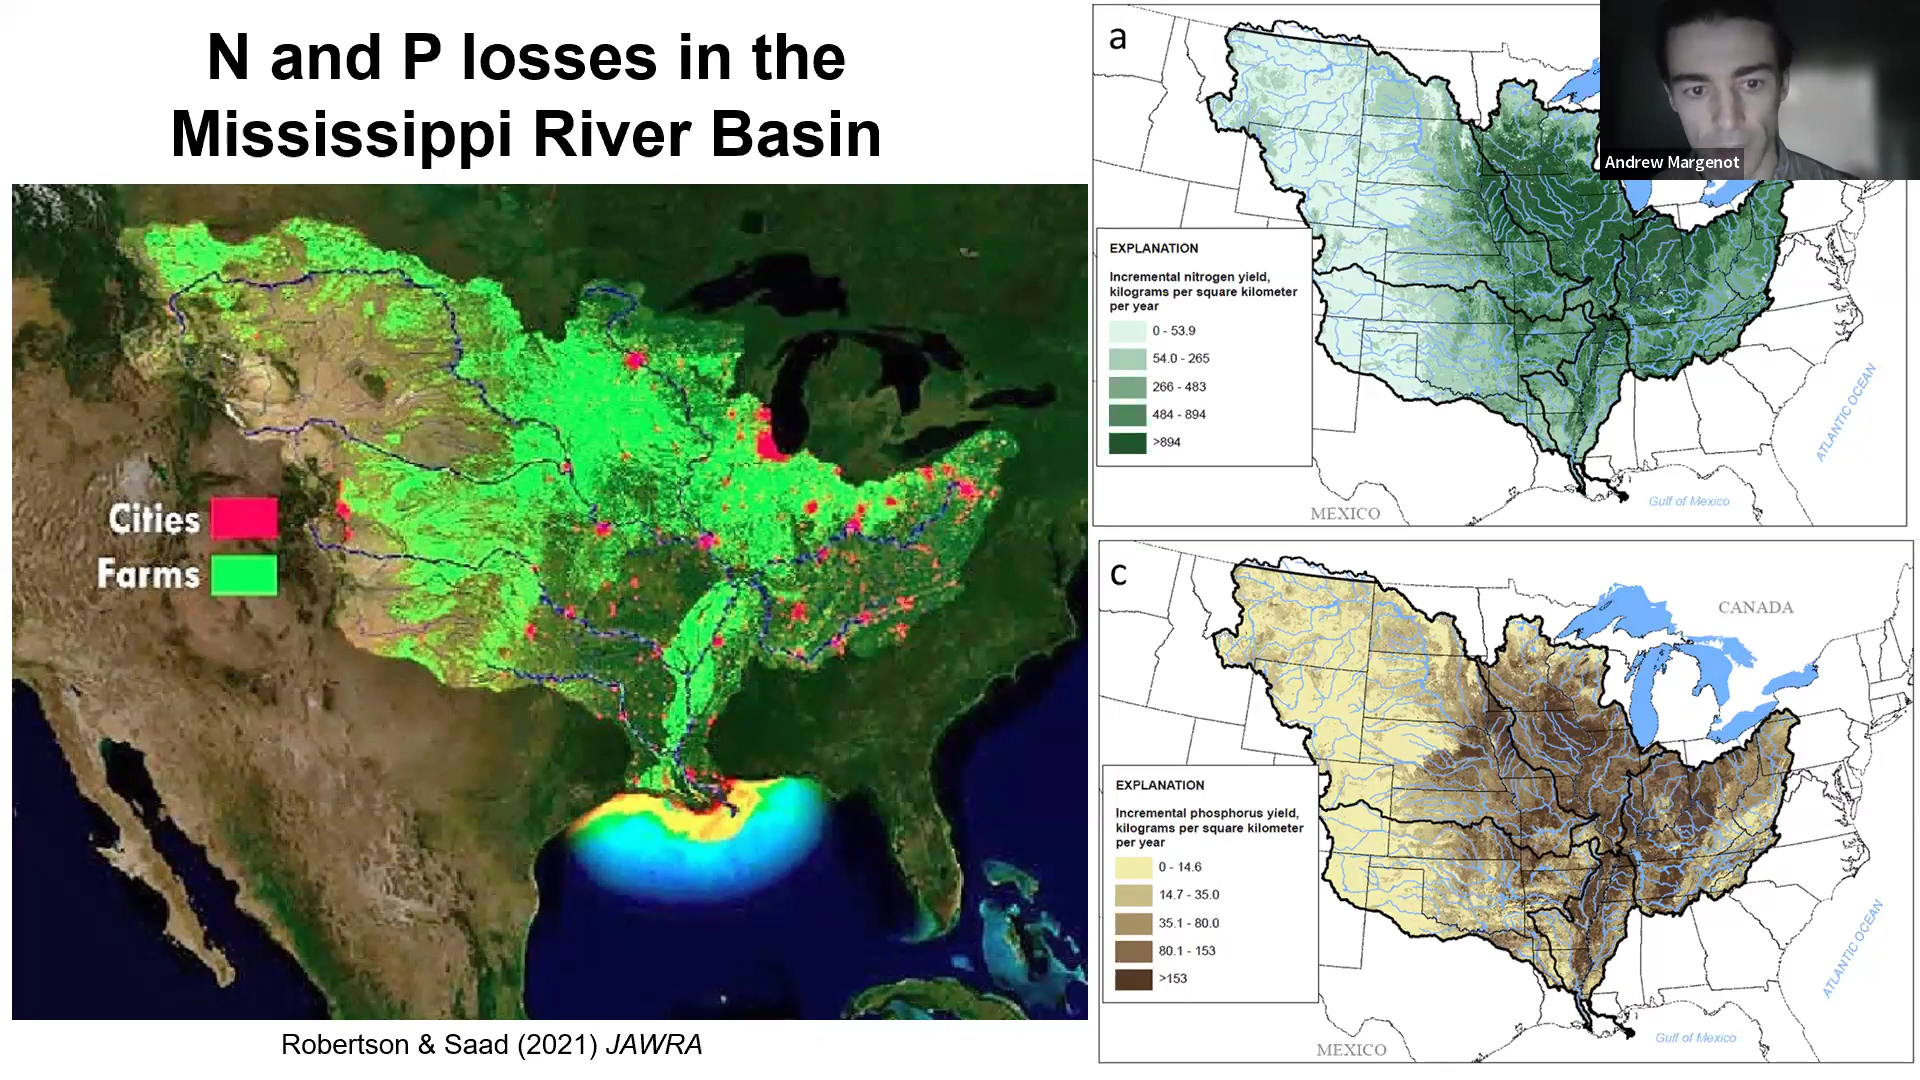 N and P losses in the
Mississippi River Basin
Cities
Farms
Robertson & Saad (2021) JAWRA
a
Andrew Margenot
EXPLANATION
Incremental nitrogen yield,
kilograms per square kilometer
per year
0 - 53.9
54.0 - 265
266 - 483
484 - 894
>894
MEXICO
Gulf of Mexico
ATLANTIC OCEAN
c
CANADA
EXPLANATION
Incremental phosphorus yield,
kilograms per square kilometer
per year
0 - 14.6
14.7 - 35.0
35.1 - 80.0
80.1 - 153
>153
MEXICO
Gulf of Mexico
ATLANTIC OCEAN